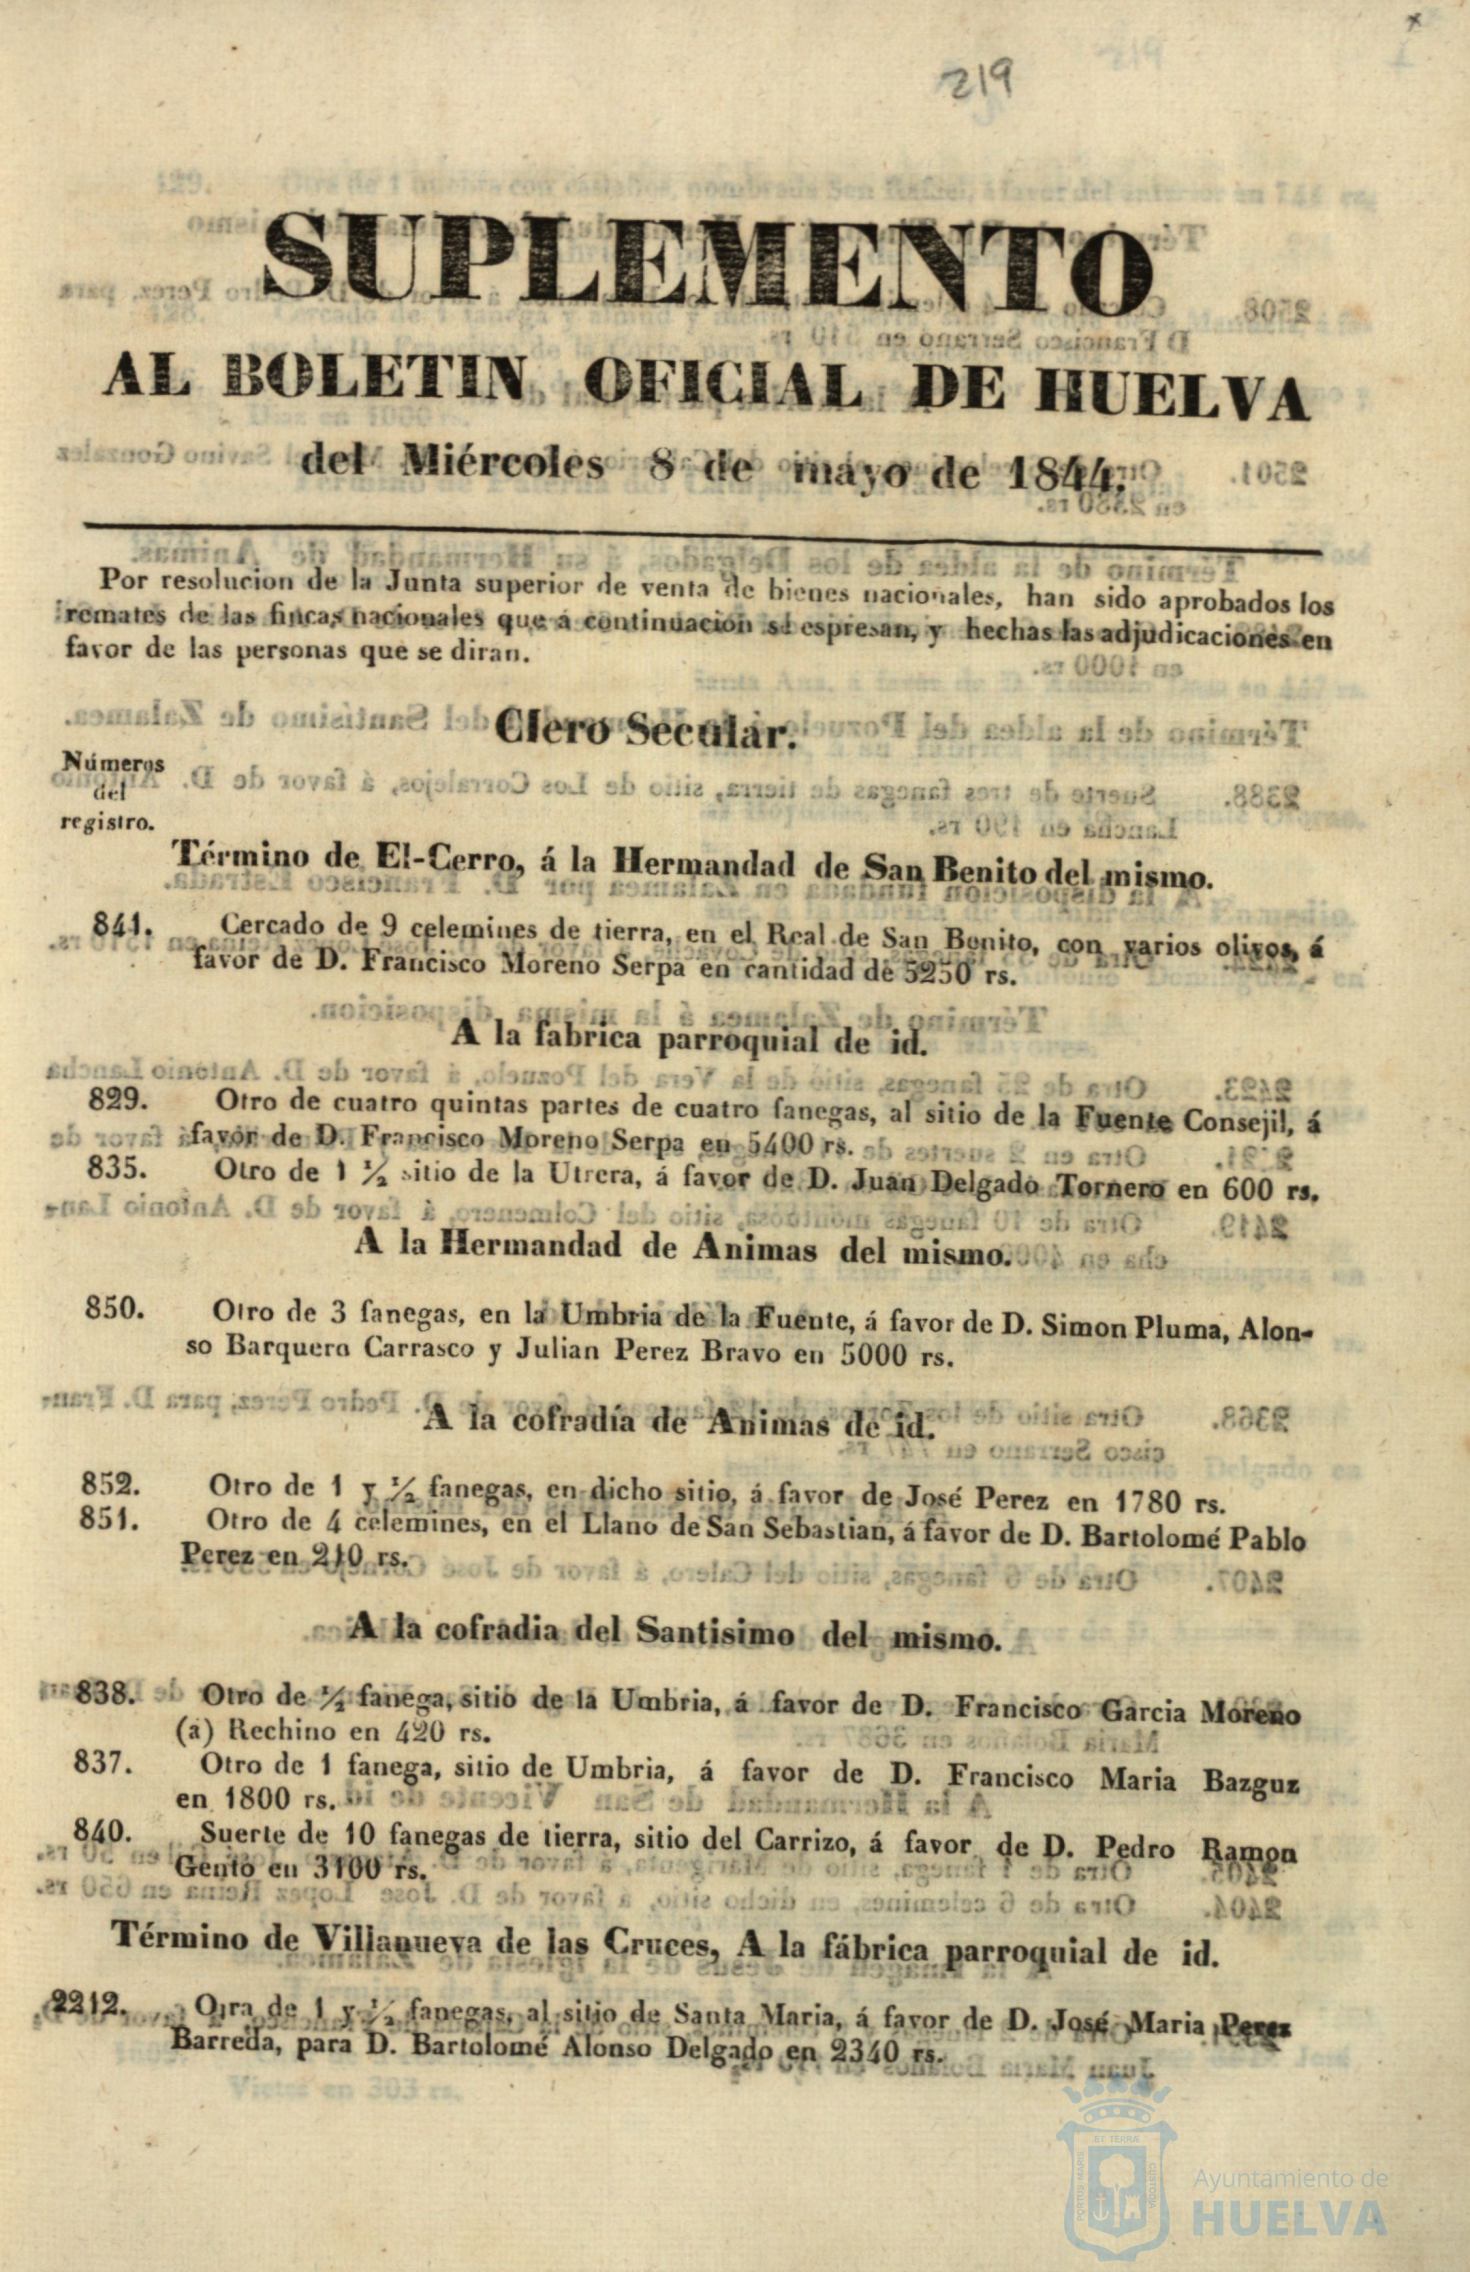 219
SUPLEMENTO
AL BOLETIN OFICIAL DE HUELVA
del Miércoles 8 de mayo de 1844.
Por resolucion de la Junta superior de venta de bienes nacionales, han sido aprobados los
remates de las fincas nacionales que á continuacion se espresan, y hechas las adjudicaciones en
favor de las personas que se diran.
Clero Secular.
Números
del
registro.
Término de El-Cerro, á la Hermandad de San Benito del mismo.
841. Cercado de 9 celemines de tierra, en el Real de San Benito, con varios olivos, á
favor de D. Francisco Moreno Serpa en cantidad de 5250 rs.
A la fabrica parroquial de id.
829. Otro de cuatro quintas partes de cuatro fanegas, al sitio de la Fuente Consejil, á
favor de D. Francisco Moreno Serpa en 5400 rs.
835. Otro de 1 ½ sitio de la Utrera, á favor de D. Juan Delgado Tornero en 600 rs.
A la Hermandad de Animas del mismo.
850. Otro de 3 fanegas, en la Umbria de la Fuente, á favor de D. Simon Pluma, Alon-
so Barquero Carrasco y Julian Perez Bravo en 5000 rs.
A la cofradía de Animas de id.
852. Otro de 1 y ½ fanegas, en dicho sitio, á favor de José Perez en 1780 rs.
851. Otro de 4 celemines, en el Llano de San Sebastian, á favor de D. Bartolomé Pablo
Perez en 210 rs.
A la cofradia del Santisimo del mismo.
838. Otro de ½ fanega, sitio de la Umbria, á favor de D. Francisco Garcia Moreno
(a) Rechino en 420 rs.
837. Otro de 1 fanega, sitio de Umbria, á favor de D. Francisco Maria Bazguz
en 1800 rs.
840. Suerte de 10 fanegas de tierra, sitio del Carrizo, á favor de D. Pedro Ramon
Gento en 3100 rs.
Término de Villanueva de las Cruces, A la fábrica parroquial de id.
2212. Otra de 1 y ½ fanegas, al sitio de Santa Maria, á favor de D. José Maria Perez
Barreda, para D. Bartolomé Alonso Delgado en 2340 rs.
ET TERRÆ
PORTUS MARIS
CUSTODIA
Ayuntamiento de
HUELVA